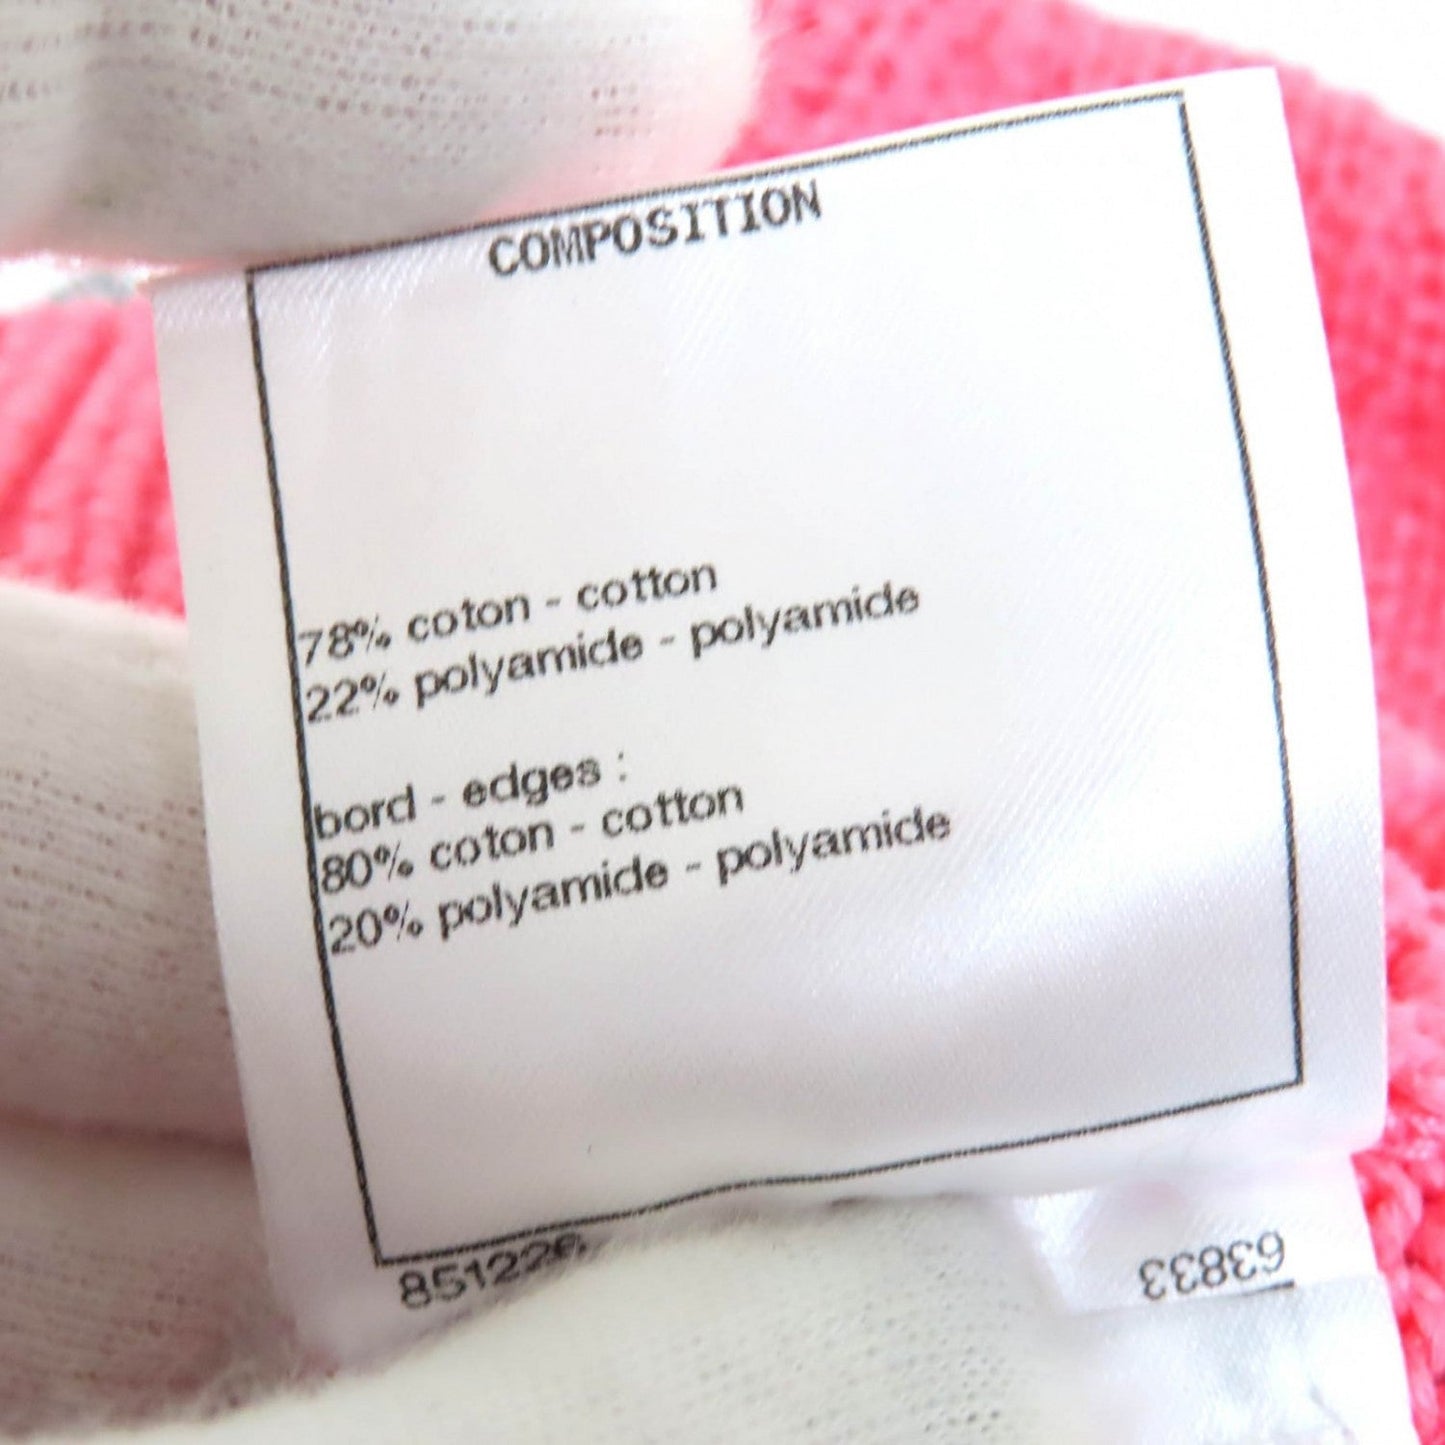 COMPOSITION
78% coton - cotton
22% polyamide - polyamide
bord - edges :
80% coton - cotton
20% polyamide - polyamide
851226
63833